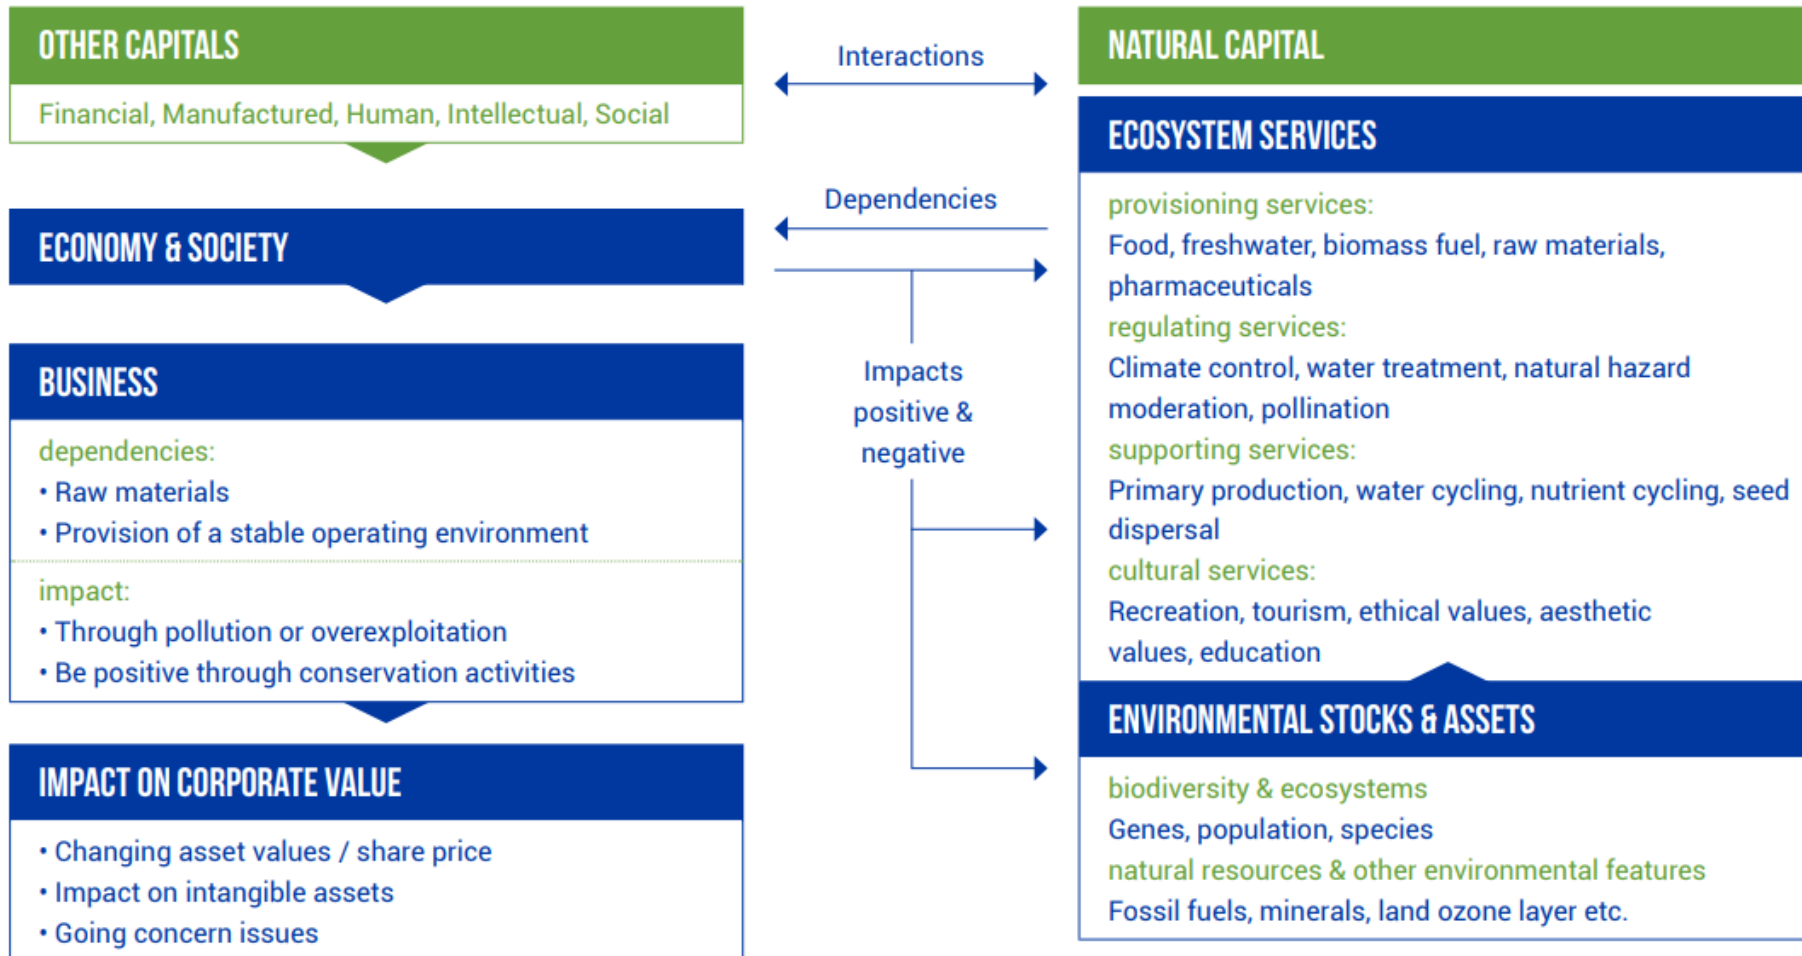 OTHER CAPITALS
Financial, Manufactured, Human, Intellectual, Social
ECONOMY & SOCIETY
BUSINESS
dependencies:
• Raw materials
• Provision of a stable operating environment
impact:
• Through pollution or overexploitation
• Be positive through conservation activities
IMPACT ON CORPORATE VALUE
• Changing asset values / share price
• Impact on intangible assets
• Going concern issues
Interactions
Dependencies
Impacts
positive &
negative
NATURAL CAPITAL
ECOSYSTEM SERVICES
provisioning services:
Food, freshwater, biomass fuel, raw materials,
pharmaceuticals
regulating services:
Climate control, water treatment, natural hazard
moderation, pollination
supporting services:
Primary production, water cycling, nutrient cycling, seed
dispersal
cultural services:
Recreation, tourism, ethical values, aesthetic
values, education
ENVIRONMENTAL STOCKS & ASSETS
biodiversity & ecosystems
Genes, population, species
natural resources & other environmental features
Fossil fuels, minerals, land ozone layer etc.